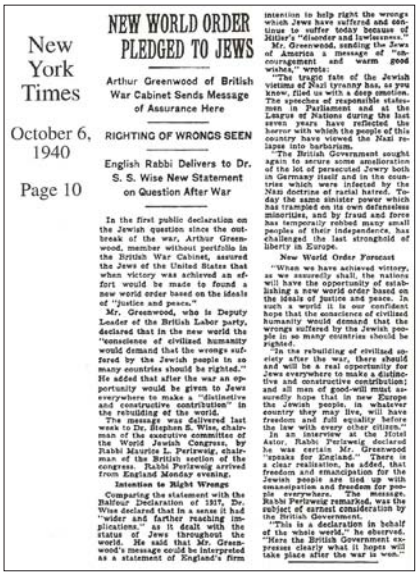 New
York
Times
October 6,
1940
Page 10
NEW WORLD ORDER
PLEDGED TO JEWS
Arthur Greenwood of British
War Cabinet Sends Message
of Assurance Here
RIGHTING OF WRONGS SEEN
English Rabbi Delivers to Dr.
S. S. Wise New Statement
on Question After War
In the first public declaration on
the Jewish question since the out-
break of the war, Arthur Green-
wood, member without portfolio in
the British War Cabinet, assured
the Jews of the United States that
when victory was achieved an ef-
fort would be made to found a
new world order based on the ideals
of "justice and peace."
Mr. Greenwood, who is Deputy
Leader of the British Labor party,
declared that in the new world the
"conscience of civilized humanity
would demand that the wrongs suf-
fered by the Jewish people in so
many countries should be righted."
He added that after the war an op-
portunity would be given to Jews
everywhere to make a "distinctive
and constructive contribution" in
the rebuilding of the world.
The message was delivered last
week to Dr. Stephen S. Wise, chair-
man of the executive committee of
the World Jewish Congress, by
Rabbi Maurice L. Perlzweig, chair-
man of the British section of the
congress. Rabbi Perlzweig arrived
from England Monday evening.
Intention to Right Wrongs
Comparing the statement with the
Balfour Declaration of 1917, Dr.
Wise declared that in a sense it had
"wider and farther reaching im-
plications," as it dealt with the
status of Jews throughout the
world. He said that Mr. Green-
wood's message could be interpreted
as a statement of England's firm
intention to help right the wrongs
which Jews have suffered and con-
tinue to suffer today because of
Hitler's "disorder and lawlessness."
Mr. Greenwood, sending the Jews
of America a message of "en-
couragement and warm good
wishes," wrote:
"The tragic fate of the Jewish
victims of Nazi tyranny has, as you
know, filled us with a deep emotion.
The speeches of responsible states-
men in Parliament and at the
League of Nations during the last
seven years have reflected the
horror with which the people of this
country have viewed the Nazi re-
lapse into barbarism.
"The British Government sought
again to secure some amelioration
of the lot of persecuted Jewry both
in Germany itself and in the coun-
tries which were infected by the
Nazi doctrine of racial hatred. To-
day the same sinister power which
has trampled on its own defenseless
minorities, and by fraud and force
has temporarily robbed many small
peoples of their independence, has
challenged the last stronghold of
liberty in Europe.
New World Order Forecast
"When we have achieved victory,
as we assuredly shall, the nations
will have the opportunity of estab-
lishing a new world order based on
the ideals of justice and peace. In
such a world it is our confident
hope that the conscience of civilized
humanity would demand that the
wrongs suffered by the Jewish peo-
ple in so many countries should be
righted.
"In the rebuilding of civilized so-
ciety after the war, there should
and will be a real opportunity for
Jews everywhere to make a distinc-
tive and constructive contribution;
and all men of good-will must as-
suredly hope that in new Europe
the Jewish people, in whatever
country they may live, will have
freedom and full equality before
the law with every other citizen."
In an interview at the Hotel
Astor, Rabbi Perlzweig declared
he was certain Mr. Greenwood
"speaks for England." There is
a clear realization, he added, that
freedom and emancipation for the
Jewish people are tied up with
emancipation and freedom for peo-
ple everywhere. The message,
Rabbi Perlzweig remarked, was the
subject of earnest consideration by
the British Government.
"This is a declaration on behalf
of the whole world," he observed.
"Here the British Government ex-
presses clearly what it hopes will
take place after the war is won."